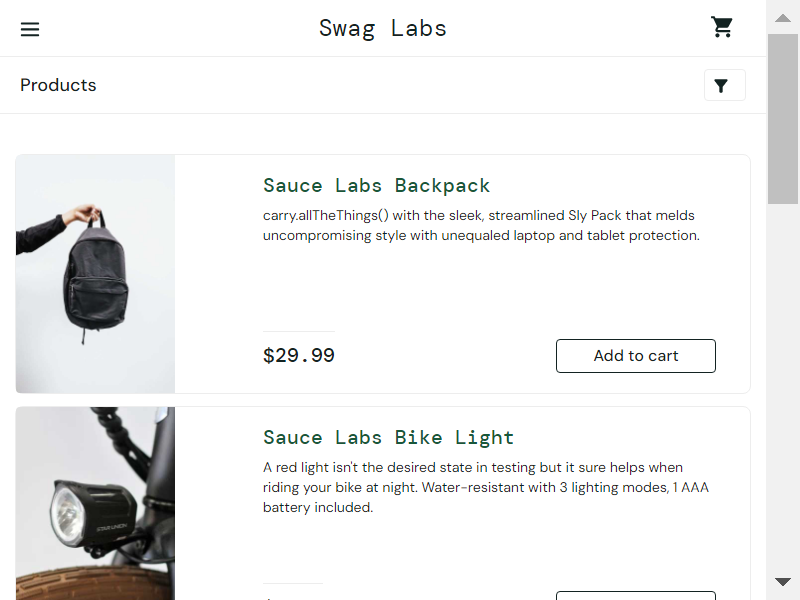 Swag Labs
Products
Sauce Labs Backpack
carry.allTheThings() with the sleek, streamlined Sly Pack that melds
uncompromising style with unequaled laptop and tablet protection.
$29.99
Add to cart
Sauce Labs Bike Light
A red light isn't the desired state in testing but it sure helps when
riding your bike at night. Water-resistant with 3 lighting modes, 1 AAA
battery included.